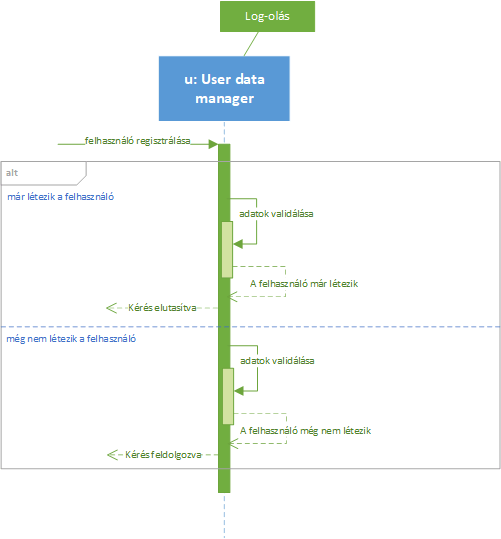 Log-olás
u: User data
manager
felhasználó regisztrálása
alt
már létezik a felhasználó
adatok validálása
A felhasználó már létezik
Kérés elutasítva
még nem létezik a felhasználó
adatok validálása
A felhasználó még nem létezik
Kérés feldolgozva